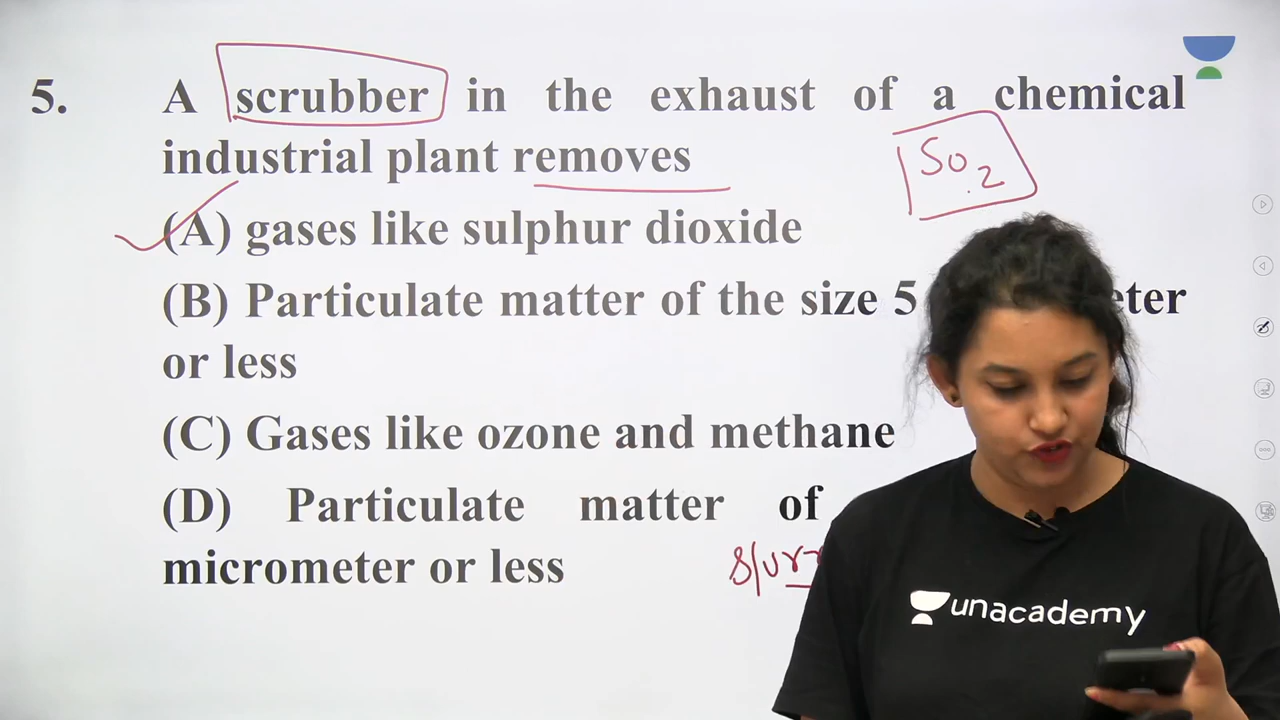 5. A scrubber in the exhaust of a chemical
industrial plant removes
So2
(A) gases like sulphur dioxide
(B) Particulate matter of the size 5
or less
(C) Gases like ozone and methane
(D) Particulate matter of
micrometer or less
unacademy